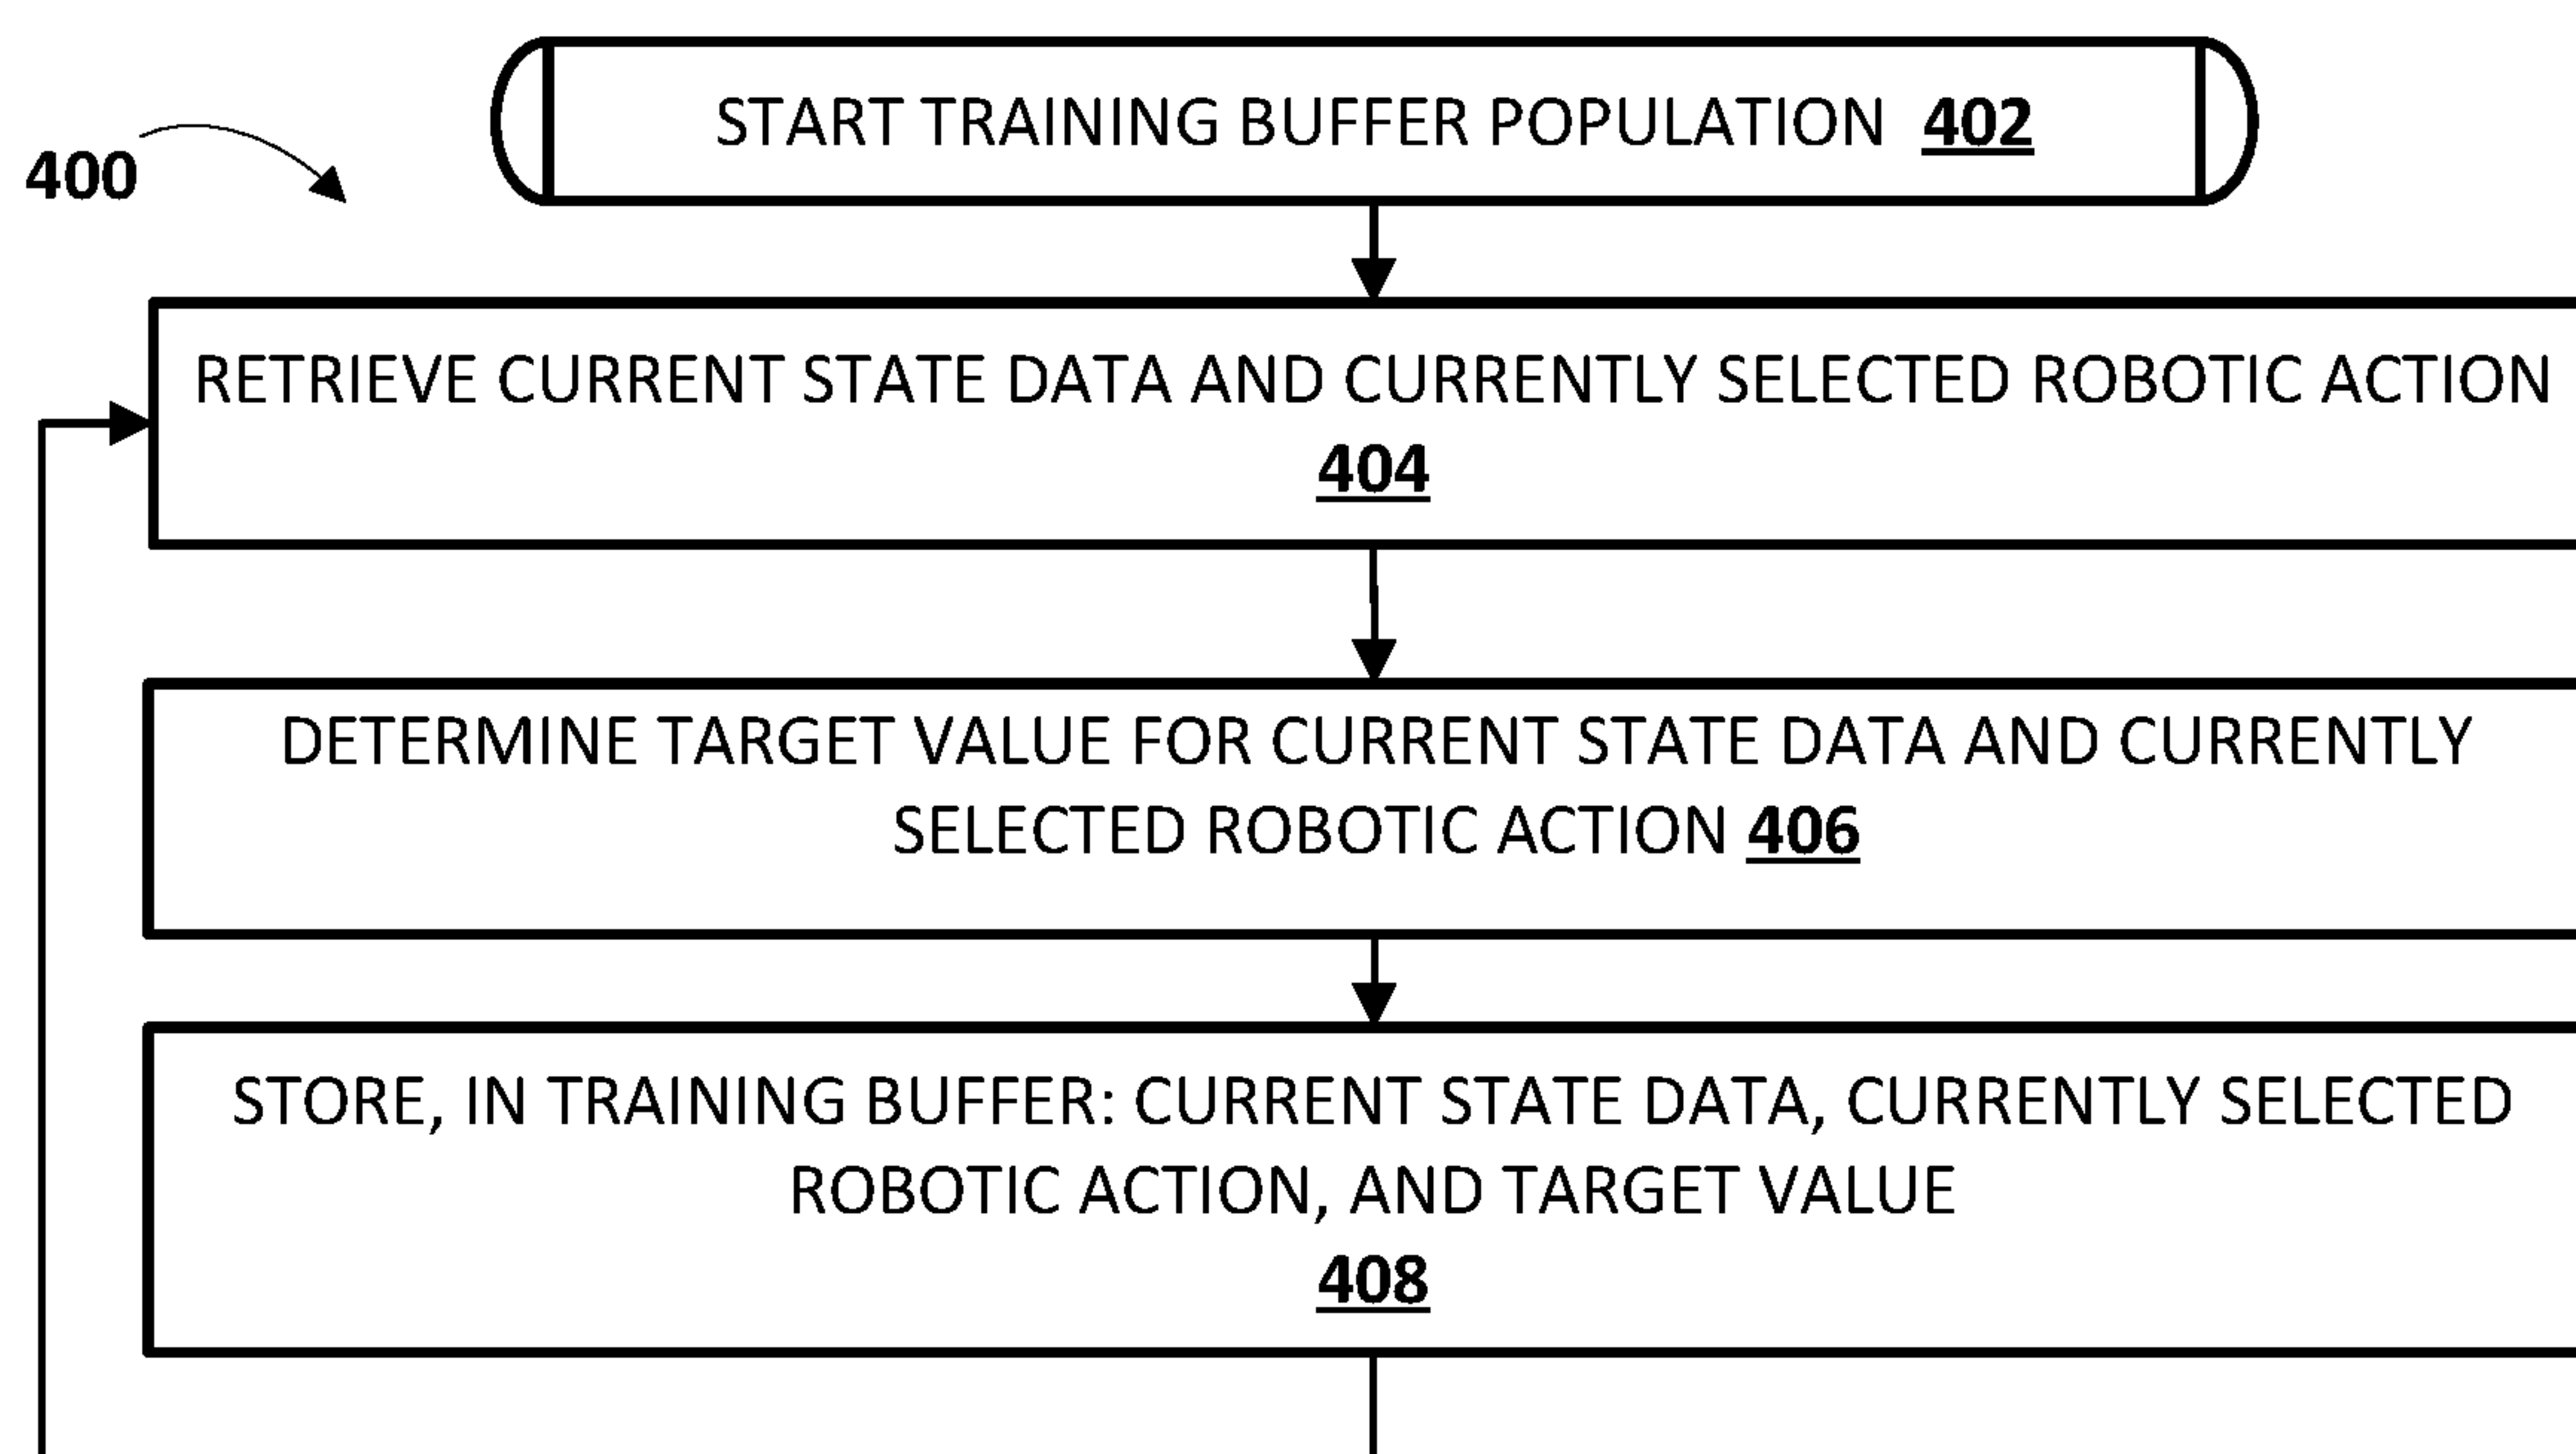 START TRAINING BUFFER POPULATION 402
400
RETRIEVE CURRENT STATE DATA AND CURRENTLY SELECTED ROBOTIC ACTION
404
DETERMINE TARGET VALUE FOR CURRENT STATE DATA AND CURRENTLY
SELECTED ROBOTIC ACTION 406
STORE, IN TRAINING BUFFER: CURRENT STATE DATA, CURRENTLY SELECTED
ROBOTIC ACTION, AND TARGET VALUE
408